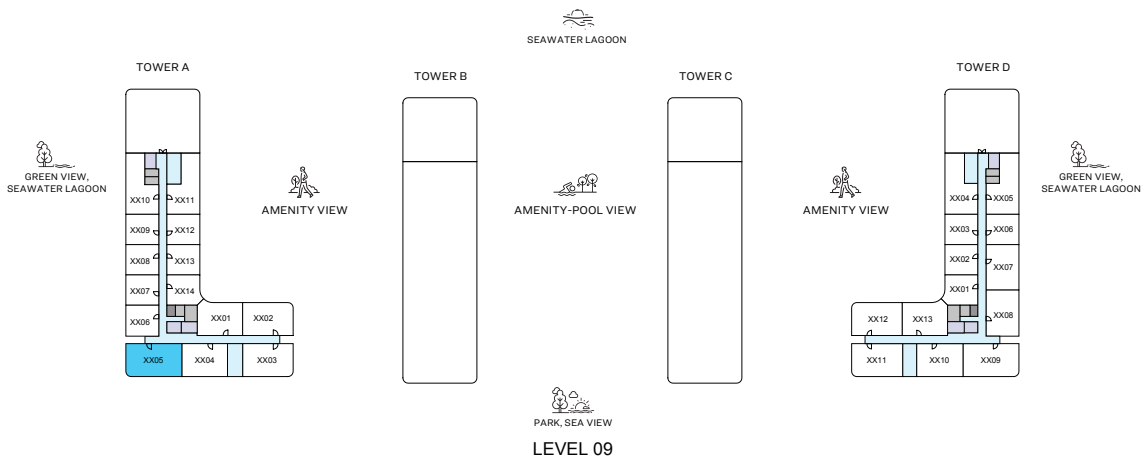 SEAWATER LAGOON
TOWER A
TOWER B
TOWER C
TOWER D
GREEN VIEW,
SEAWATER LAGOON
AMENITY VIEW
AMENITY-POOL VIEW
AMENITY VIEW
GREEN VIEW,
SEAWATER LAGOON
XX10 XX11
XX09 XX12
XX08 XX13
XX07 XX14
XX06 XX01 XX02
XX05 XX04 XX03
XX04 XX05
XX03 XX06
XX02 XX07
XX01
XX12 XX13 XX08
XX11 XX10 XX09
PARK, SEA VIEW
LEVEL 09